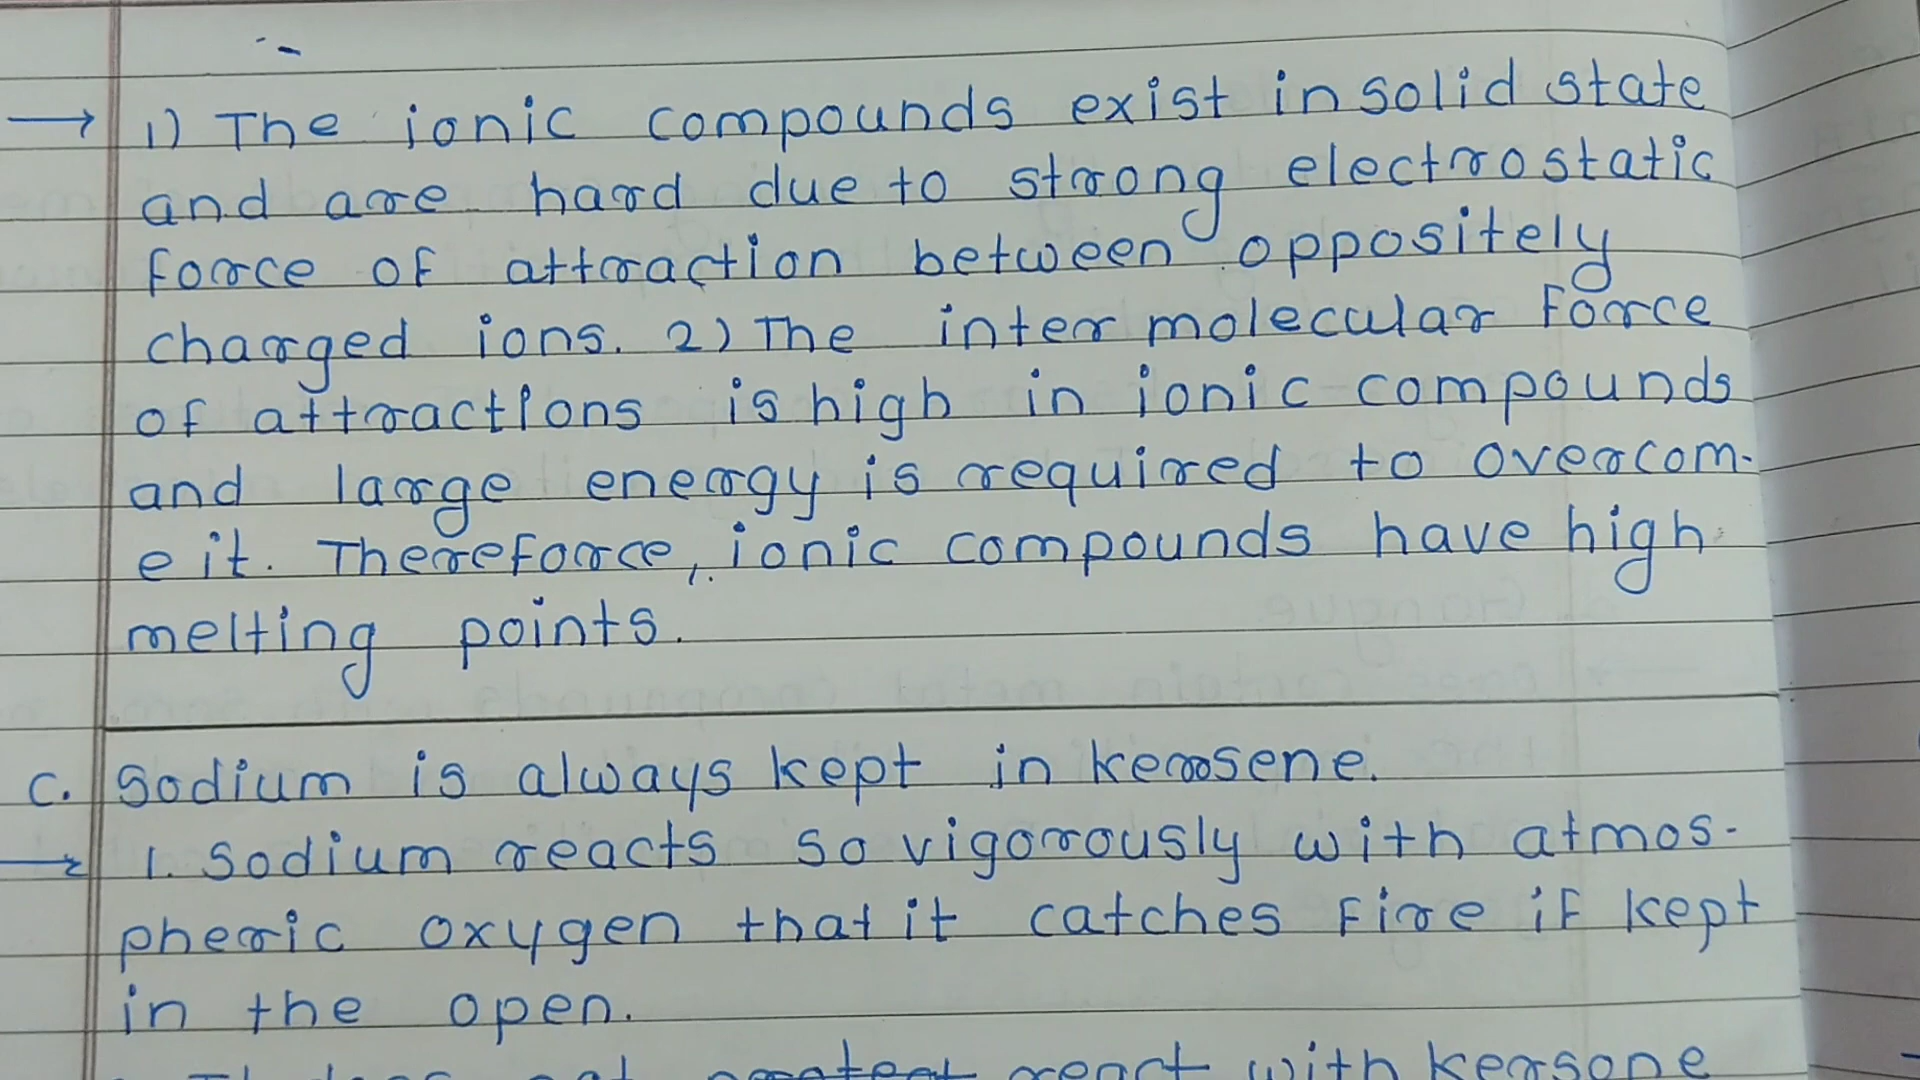 → 1) The ionic compounds exist in solid state
and are hard due to strong electrostatic
force of attraction between oppositely
charged ions. 2) The inter molecular force
of attractions is high in ionic compounds
and large energy is required to overcom-
e it. Therefore, ionic compounds have high
melting points.
c. Sodium is always kept in kerosene.
→ 1. Sodium reacts so vigorously with atmos-
pheric oxygen that it catches fire if kept
in the open.
react with kersone